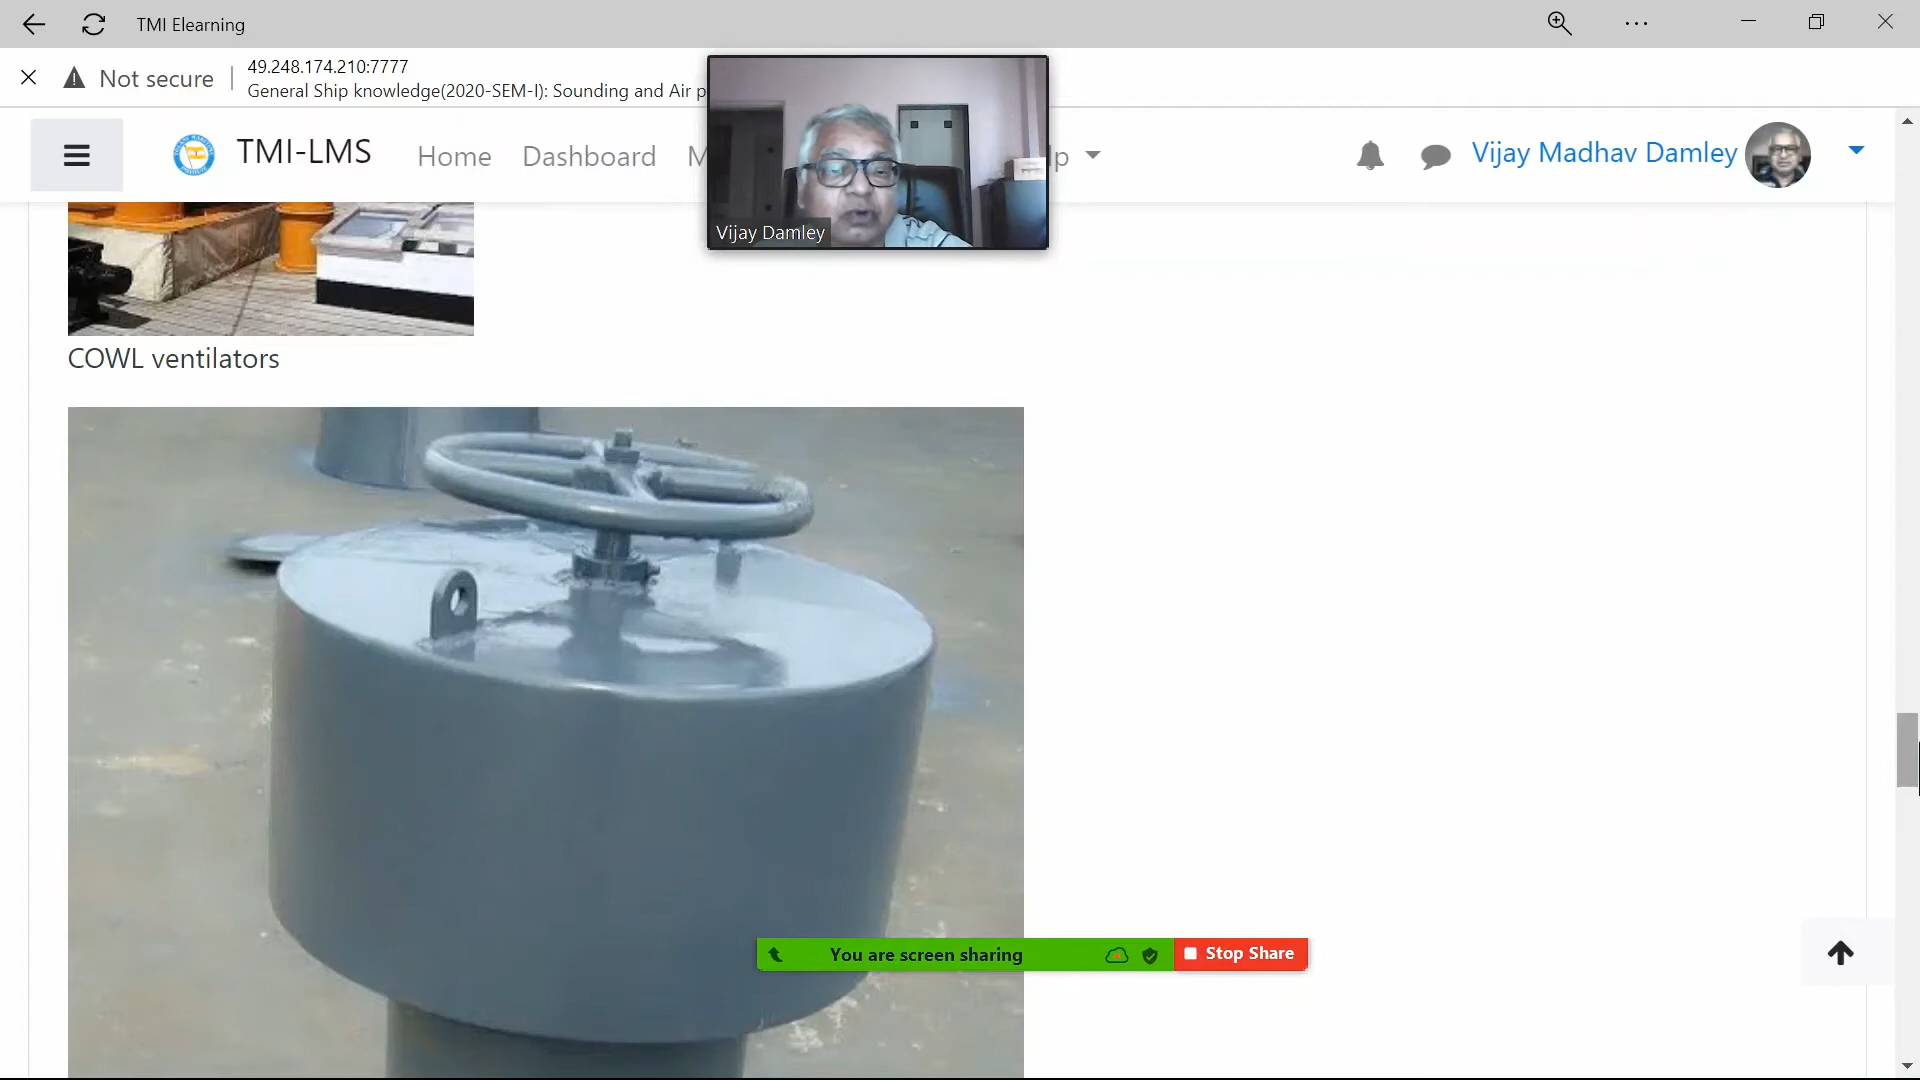 TMI Elearning
Not secure
49.248.174.210:7777
General Ship knowledge(2020-SEM-I): Sounding and Air p
TMI-LMS
Home
Dashboard
M
lp
Vijay Madhav Damley
Vijay Damley
COWL ventilators
You are screen sharing
Stop Share